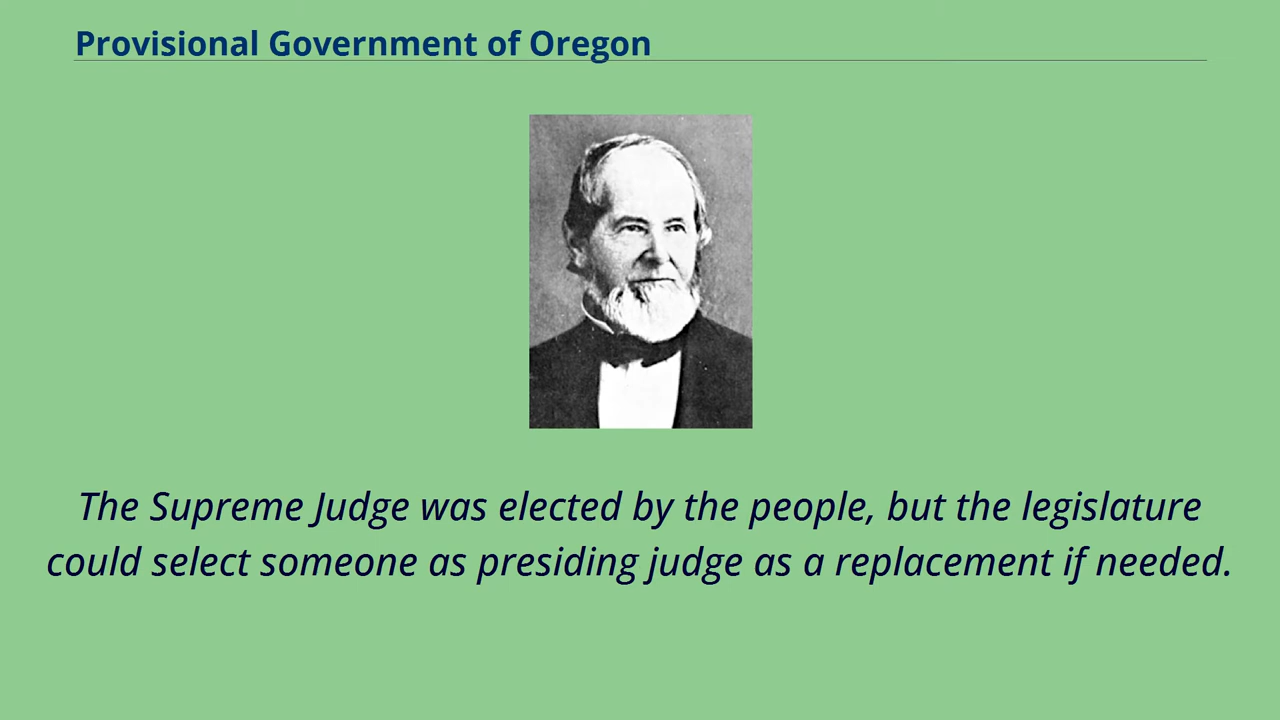 Provisional Government of Oregon
The Supreme Judge was elected by the people, but the legislature
could select someone as presiding judge as a replacement if needed.